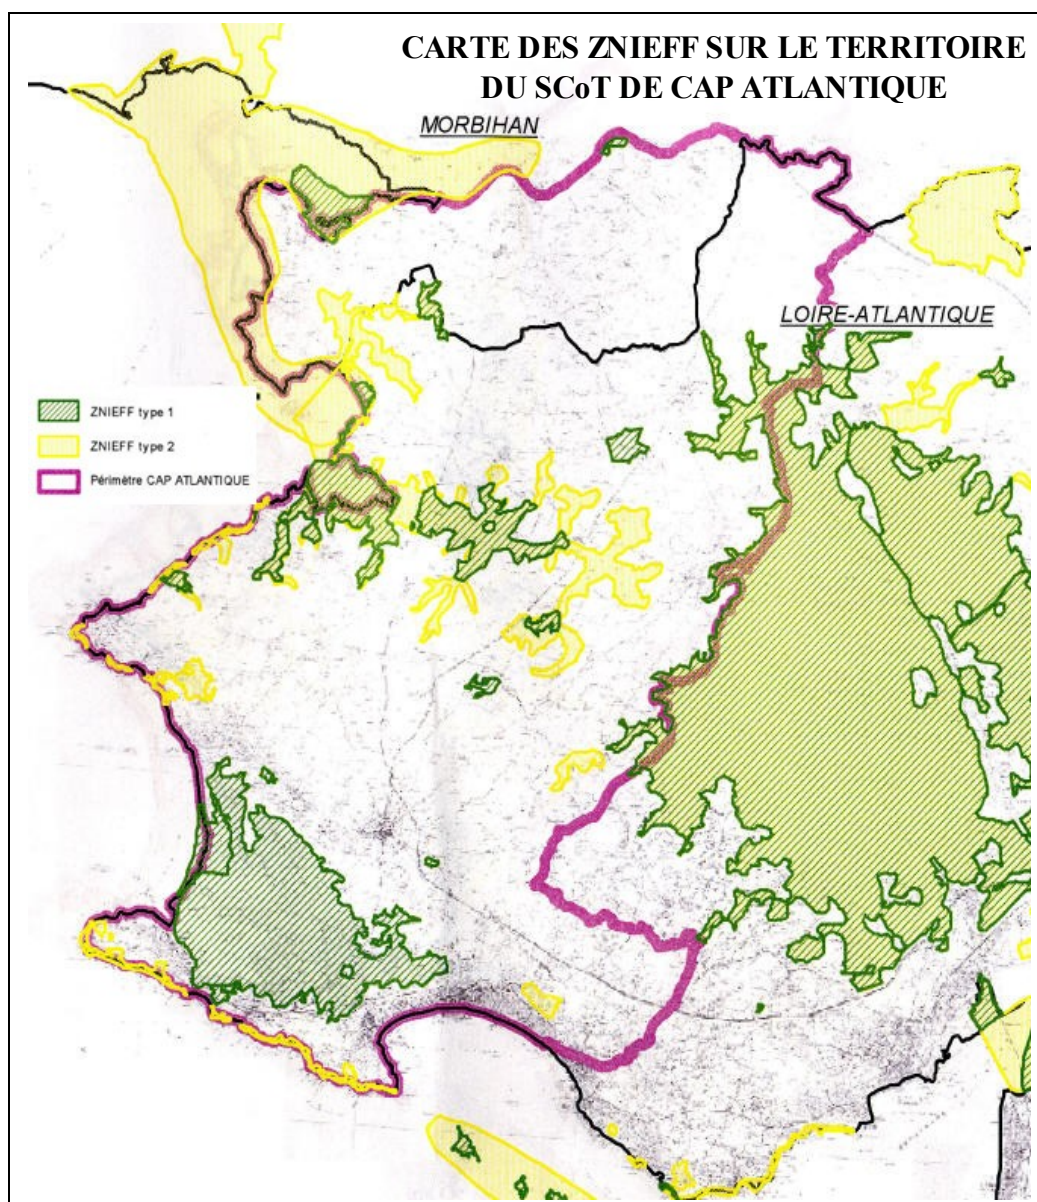 CARTE DES ZNIEFF SUR LE TERRITOIRE
DU SCoT DE CAP ATLANTIQUE
MORBIHAN
LOIRE-ATLANTIQUE
ZNIEFF type 1
ZNIEFF type 2
Périmètre CAP ATLANTIQUE